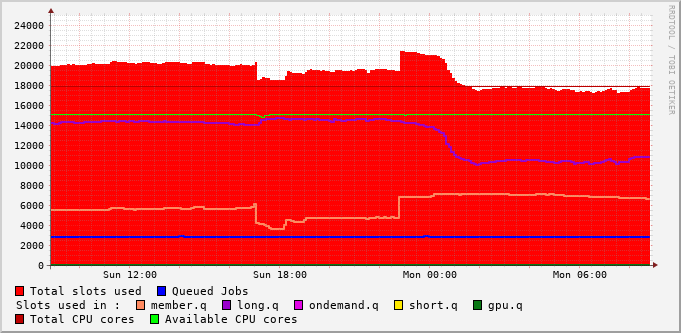 RRDTOOL / TOBI OETIKER
24000
22000
20000
18000
16000
14000
12000
10000
8000
6000
4000
2000
0
Sun 12:00 Sun 18:00 Mon 00:00 Mon 06:00
Total slots used Queued Jobs
Slots used in : member.q long.q ondemand.q short.q gpu.q
Total CPU cores Available CPU cores